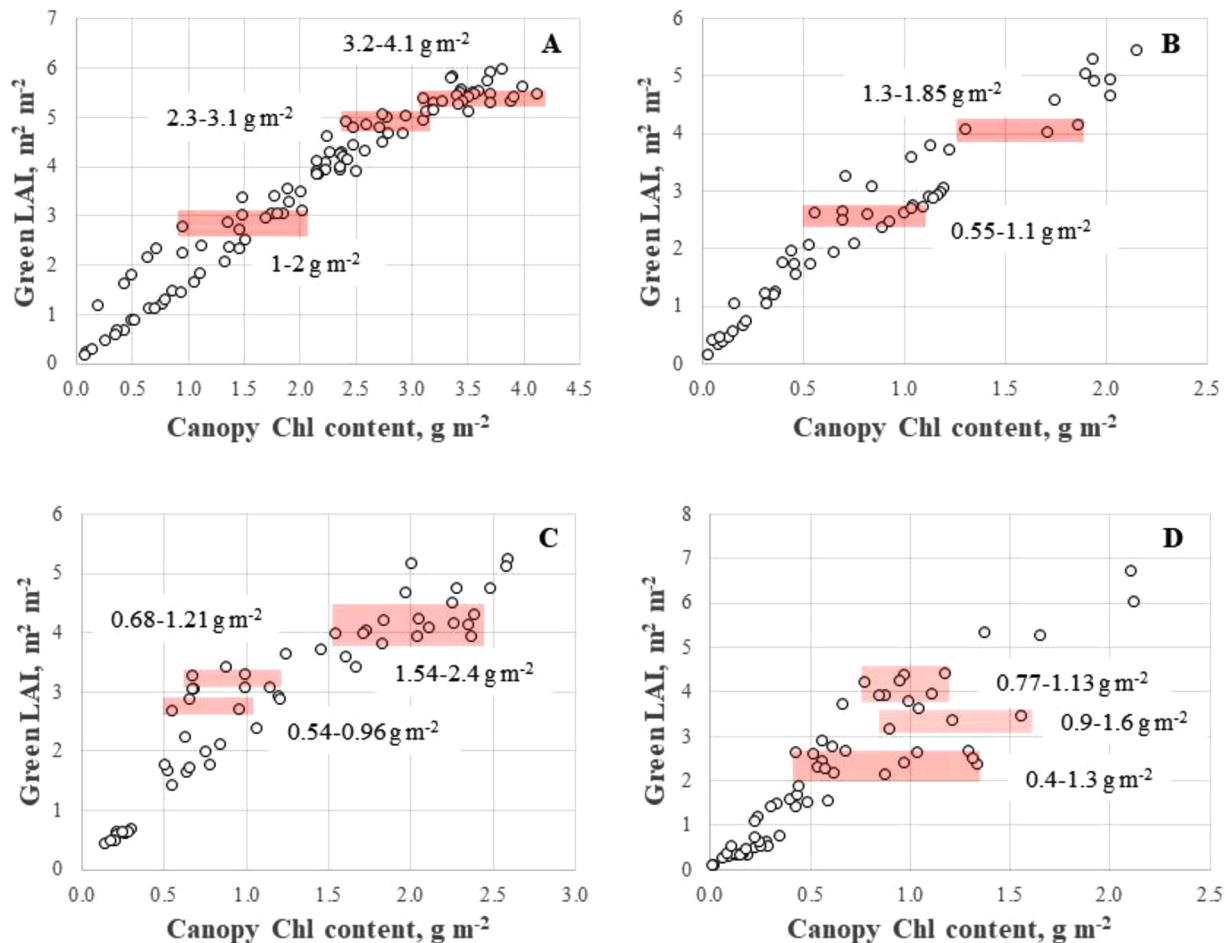 A
7
6
5
4
3
2
1
0
Green LAI, m² m⁻²
3.2-4.1 g m⁻²
2.3-3.1 g m⁻²
1-2 g m⁻²
0.0 0.5 1.0 1.5 2.0 2.5 3.0 3.5 4.0 4.5
Canopy Chl content, g m⁻²
B
6
5
4
3
2
1
0
Green LAI, m² m⁻²
1.3-1.85 g m⁻²
0.55-1.1 g m⁻²
0.0 0.5 1.0 1.5 2.0 2.5
Canopy Chl content, g m⁻²
C
6
5
4
3
2
1
0
Green LAI, m² m⁻²
0.68-1.21 g m⁻²
1.54-2.4 g m⁻²
0.54-0.96 g m⁻²
0.0 0.5 1.0 1.5 2.0 2.5 3.0
Canopy Chl content, g m⁻²
D
8
7
6
5
4
3
2
1
0
Green LAI, m² m⁻²
0.77-1.13 g m⁻²
0.9-1.6 g m⁻²
0.4-1.3 g m⁻²
0.0 0.5 1.0 1.5 2.0 2.5
Canopy Chl content, g m⁻²